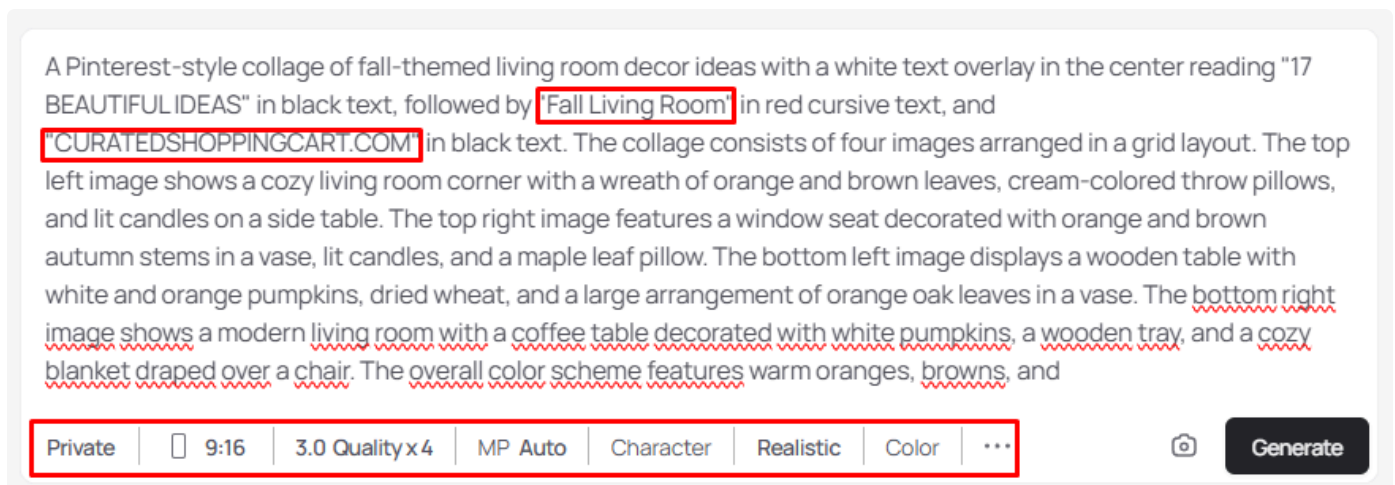 A Pinterest-style collage of fall-themed living room decor ideas with a white text overlay in the center reading "17
BEAUTIFUL IDEAS" in black text, followed by "Fall Living Room" in red cursive text, and
"CURATEDSHOPPINGCART.COM" in black text. The collage consists of four images arranged in a grid layout. The top
left image shows a cozy living room corner with a wreath of orange and brown leaves, cream-colored throw pillows,
and lit candles on a side table. The top right image features a window seat decorated with orange and brown
autumn stems in a vase, lit candles, and a maple leaf pillow. The bottom left image displays a wooden table with
white and orange pumpkins, dried wheat, and a large arrangement of orange oak leaves in a vase. The bottom right
image shows a modern living room with a coffee table decorated with white pumpkins, a wooden tray, and a cozy
blanket draped over a chair. The overall color scheme features warm oranges, browns, and
Private 9:16 3.0 Quality x 4 MP Auto Character Realistic Color ... Generate